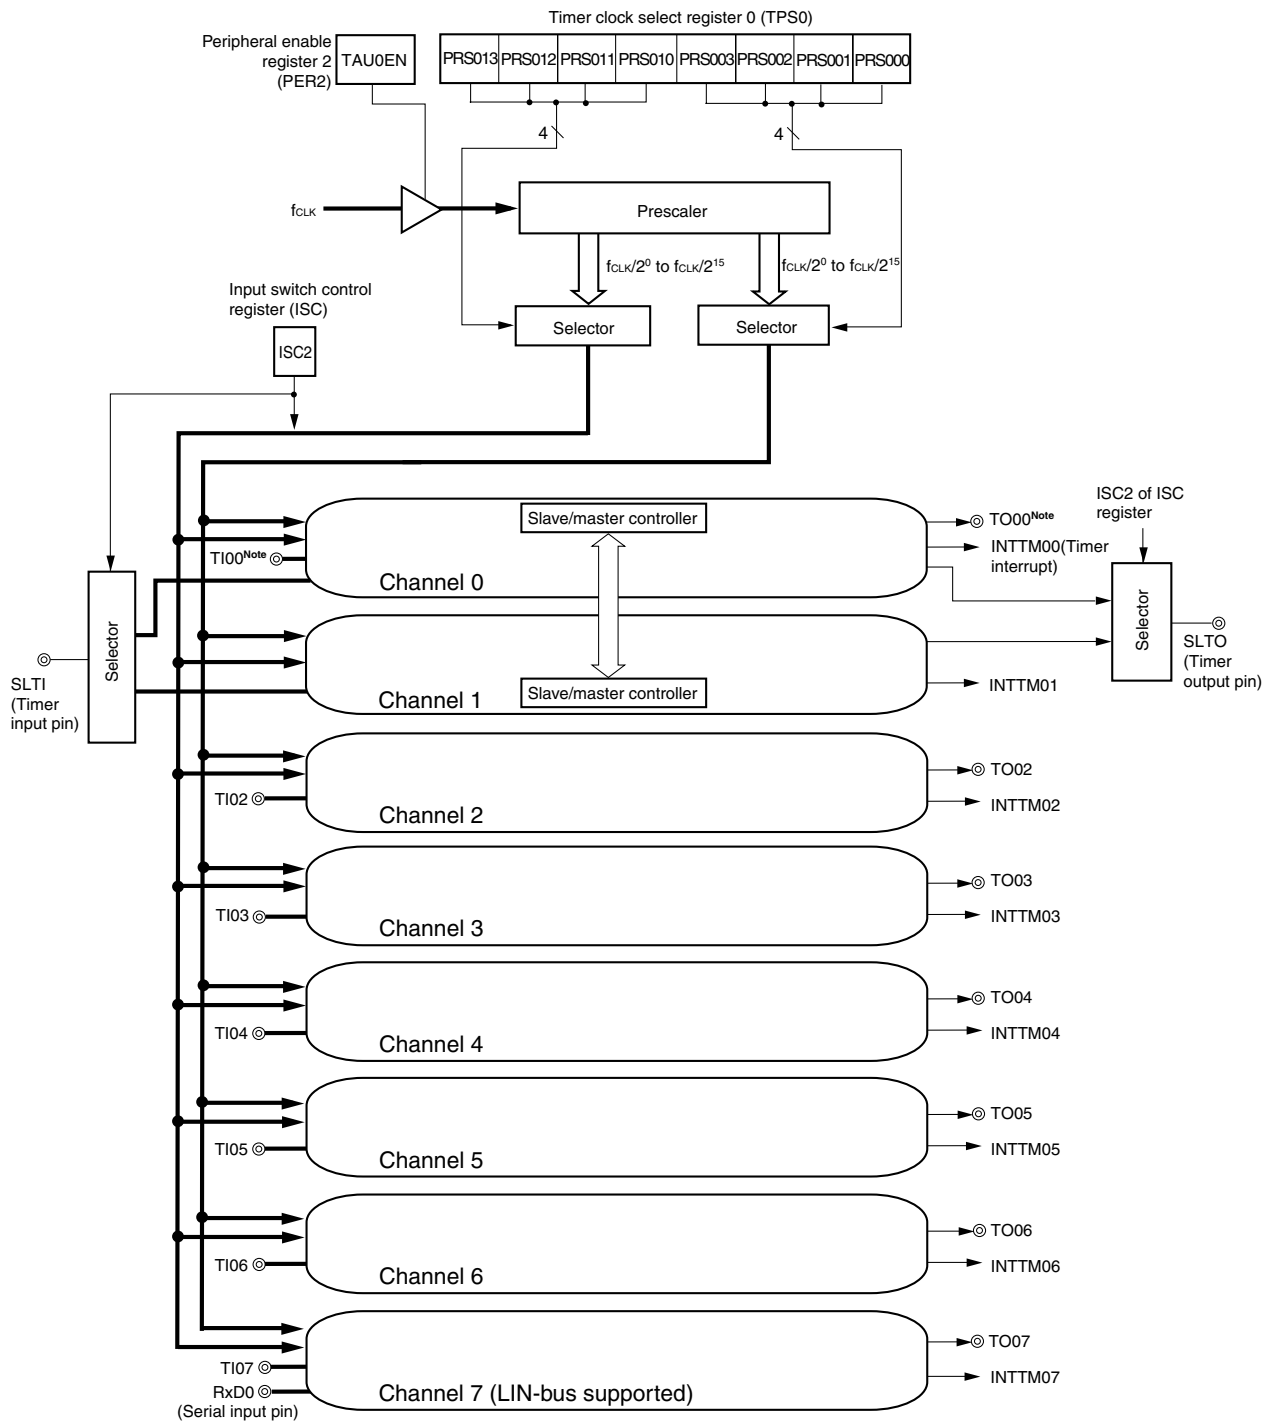 Timer clock select register 0 (TPS0)
Peripheral enable
register 2
(PER2)
TAU0EN
PRS013 PRS012 PRS011 PRS010 PRS003 PRS002 PRS001 PRS000
4
4
fCLK
Prescaler
fCLK/2⁰ to fCLK/2¹⁵
fCLK/2⁰ to fCLK/2¹⁵
Input switch control
register (ISC)
ISC2
Selector
Selector
ISC2 of ISC
register
Slave/master controller
TO00Note
TI00Note
INTTM00(Timer
interrupt)
Channel 0
Selector
Selector
SLTI
(Timer
input pin)
SLTO
(Timer
output pin)
Slave/master controller
INTTM01
Channel 1
TO02
TI02
INTTM02
Channel 2
TO03
TI03
INTTM03
Channel 3
TO04
TI04
INTTM04
Channel 4
TO05
TI05
INTTM05
Channel 5
TO06
TI06
INTTM06
Channel 6
TO07
TI07
INTTM07
RxD0
(Serial input pin)
Channel 7 (LIN-bus supported)